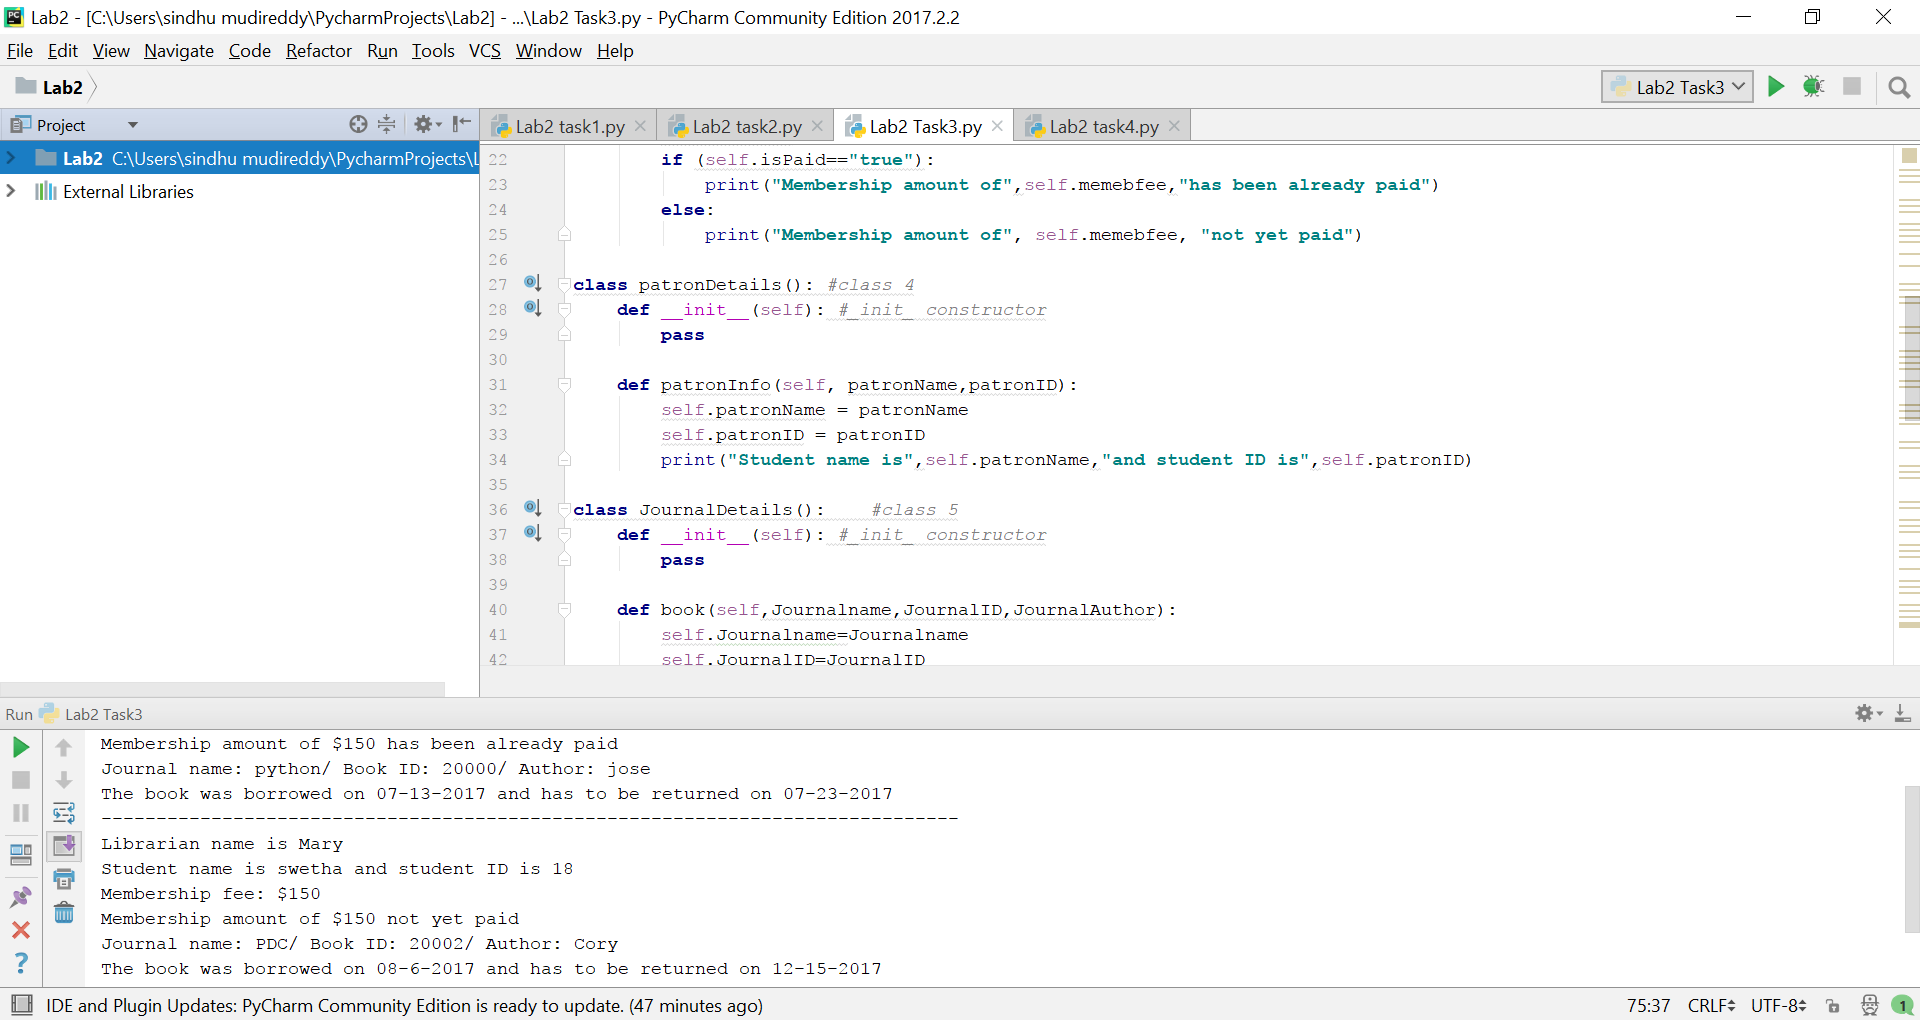 Lab2 - [C:\Users\sindhu mudireddy\PycharmProjects\Lab2] - ...\Lab2 Task3.py - PyCharm Community Edition 2017.2.2
File Edit View Navigate Code Refactor Run Tools VCS Window Help
Lab2
Lab2 Task3
Project
Lab2 task1.py
Lab2 task2.py
Lab2 Task3.py
Lab2 task4.py
Lab2 C:\Users\sindhu mudireddy\PycharmProjects\L
External Libraries
22 if (self.isPaid=="true"):
23 print("Membership amount of",self.memebfee,"has been already paid")
24 else:
25 print("Membership amount of", self.memebfee, "not yet paid")
26
27 class patronDetails(): #class 4
28 def __init__(self): #_init_ constructor
29 pass
30
31 def patronInfo(self, patronName,patronID):
32 self.patronName = patronName
33 self.patronID = patronID
34 print("Student name is",self.patronName,"and student ID is",self.patronID)
35
36 class JournalDetails(): #class 5
37 def __init__(self): #_init_ constructor
38 pass
39
40 def book(self,Journalname,JournalID,JournalAuthor):
41 self.Journalname=Journalname
42 self.JournalID=JournalID
Run Lab2 Task3
Membership amount of $150 has been already paid
Journal name: python/ Book ID: 20000/ Author: jose
The book was borrowed on 07-13-2017 and has to be returned on 07-23-2017
------------------------------------------------------------------------------
Librarian name is Mary
Student name is swetha and student ID is 18
Membership fee: $150
Membership amount of $150 not yet paid
Journal name: PDC/ Book ID: 20002/ Author: Cory
The book was borrowed on 08-6-2017 and has to be returned on 12-15-2017
IDE and Plugin Updates: PyCharm Community Edition is ready to update. (47 minutes ago)
75:37 CRLF UTF-8 1